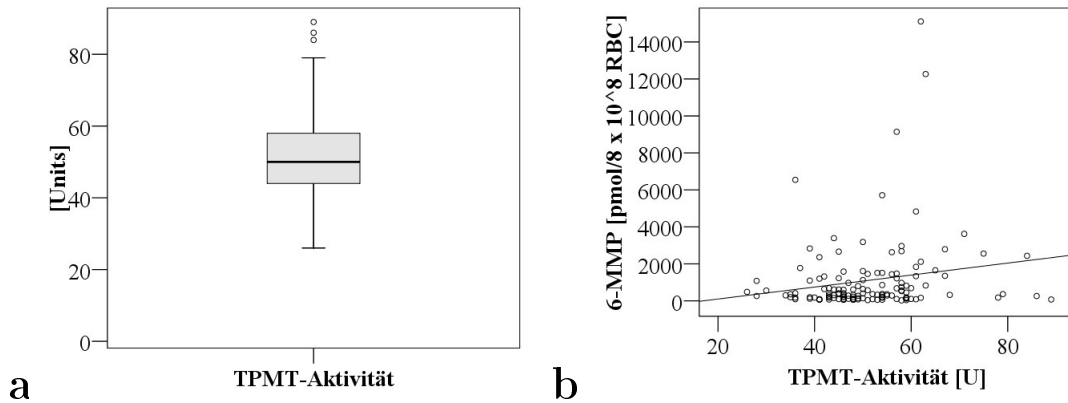 80
60
40
20
0
[Units]
TPMT-Aktivität
a
14000
12000
10000
8000
6000
4000
2000
0
6-MMP [pmol/8 x 10^8 RBC]
20 40 60 80
TPMT-Aktivität [U]
b